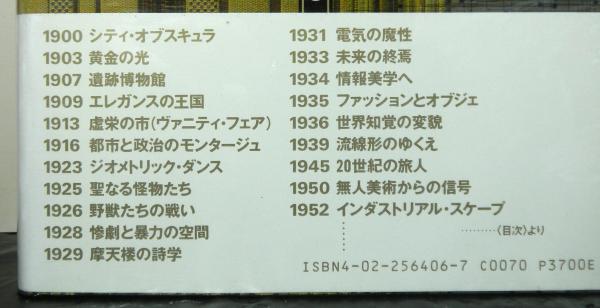 1900 シティ・オブスキュラ
1903 黄金の光
1907 遺跡博物館
1909 エレガンスの王国
1913 虚栄の市(ヴァニティ・フェア)
1916 都市と政治のモンタージュ
1923 ジオメトリック・ダンス
1925 聖なる怪物たち
1926 野獣たちの戦い
1928 惨劇と暴力の空間
1929 摩天楼の詩学
1931 電気の魔性
1933 未来の終焉
1934 情報美学へ
1935 ファッションとオブジェ
1936 世界知覚の変貌
1939 流線形のゆくえ
1945 20世紀の旅人
1950 無人美術からの信号
1952 インダストリアル・スケープ
………〈目次〉より
ISBN4-02-256406-7 C0070 P3700E